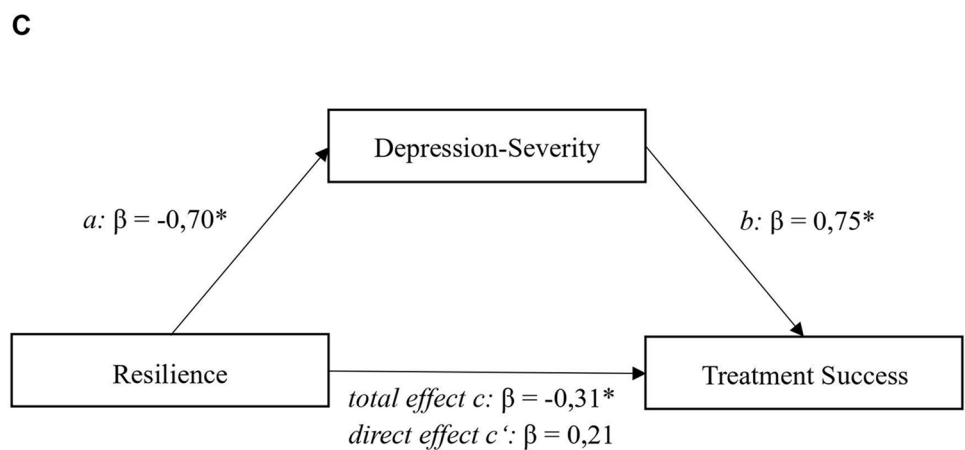 C
Depression-Severity
a: β = -0,70*
b: β = 0,75*
Resilience
Treatment Success
total effect c: β = -0,31*
direct effect c‘: β = 0,21